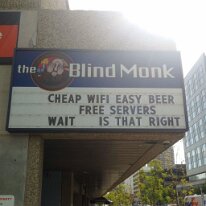 the Blind Monk
CHEAP WIFI EASY BEER
FREE SERVERS
WAIT IS THAT RIGHT